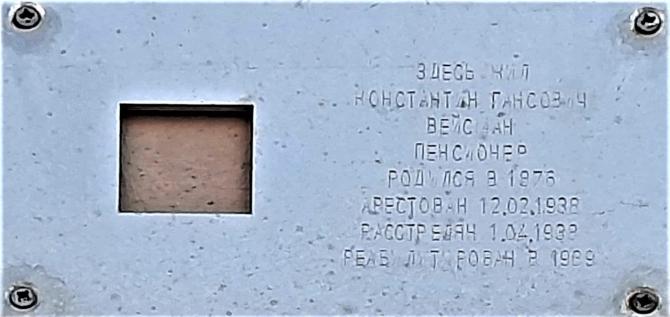 ЗДЕСЬ ЖИЛ
КОНСТАНТИН ГАНСОВИЧ
ВЕЙСМАН
ПЕНСИОНЕР
РОДИЛСЯ В 1876
АРЕСТОВАН 12.02.1938
РАССТРЕЛЯН 1.04.1938
РЕАБИЛИТИРОВАН В 1989